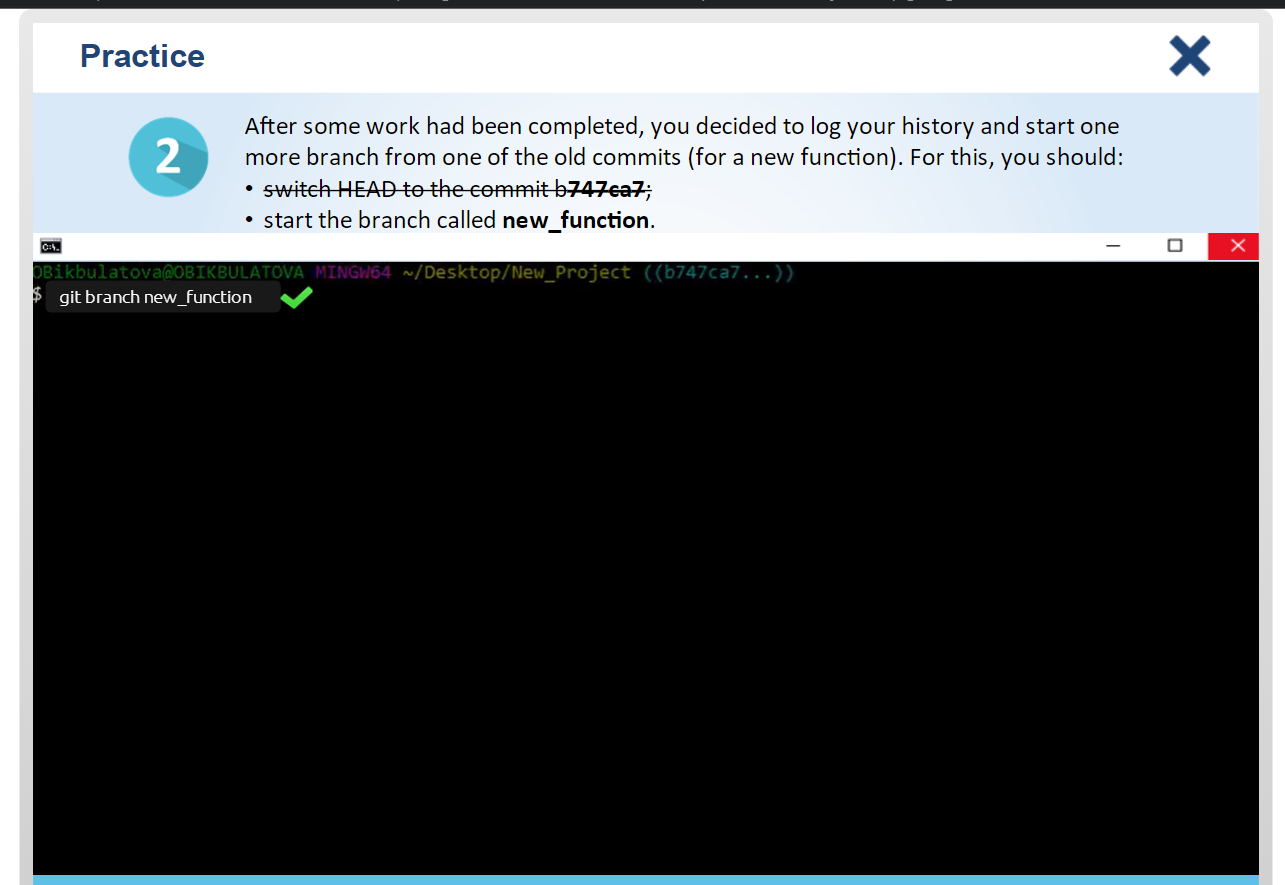 Practice
2
After some work had been completed, you decided to log your history and start one
more branch from one of the old commits (for a new function). For this, you should:
• switch HEAD to the commit b747ca7;
• start the branch called new_function.
C:\.
OBikbulatova@OBIKBULATOVA MINGW64 ~/Desktop/New_Project ((b747ca7...))
$ git branch new_function